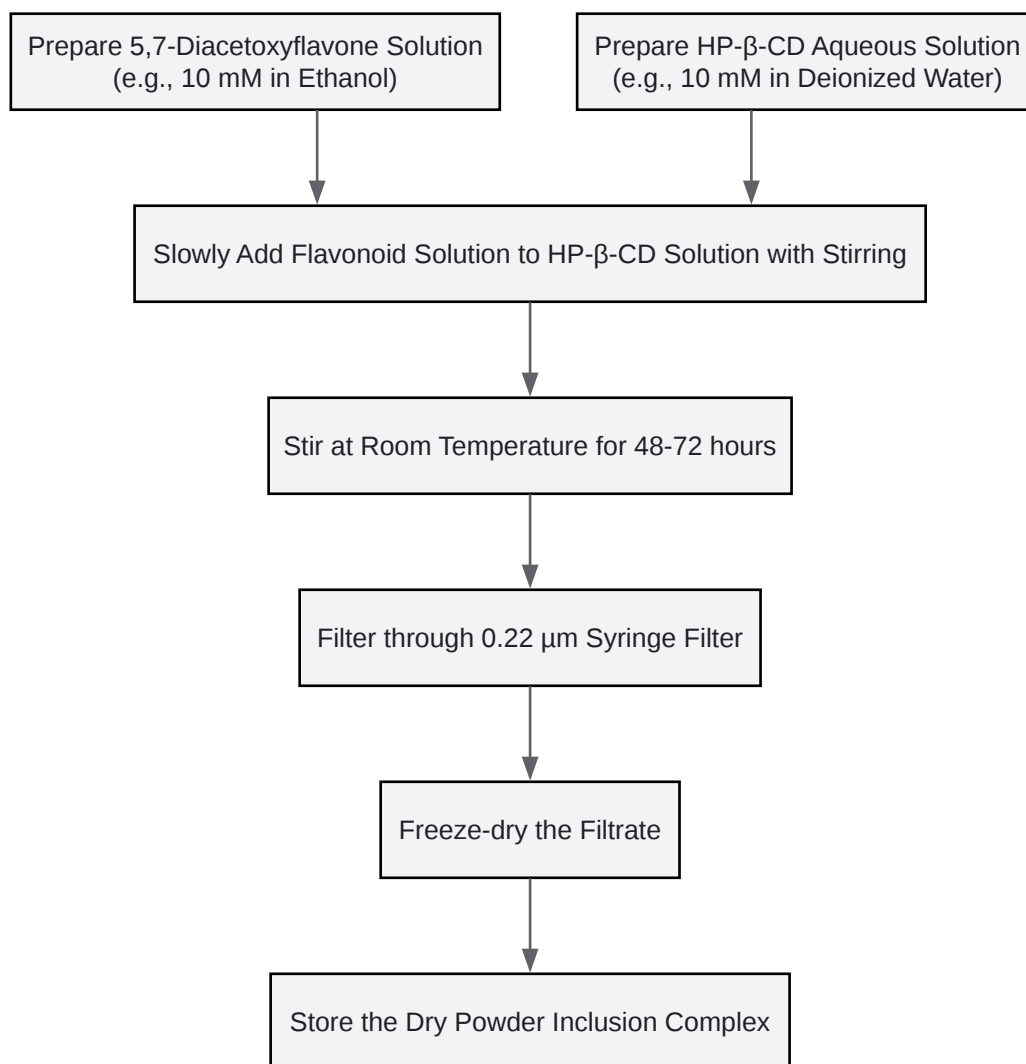 Prepare 5,7-Diacetoxyflavone Solution
(e.g., 10 mM in Ethanol)
Prepare HP-β-CD Aqueous Solution
(e.g., 10 mM in Deionized Water)
Slowly Add Flavonoid Solution to HP-β-CD Solution with Stirring
Stir at Room Temperature for 48-72 hours
Filter through 0.22 µm Syringe Filter
Freeze-dry the Filtrate
Store the Dry Powder Inclusion Complex